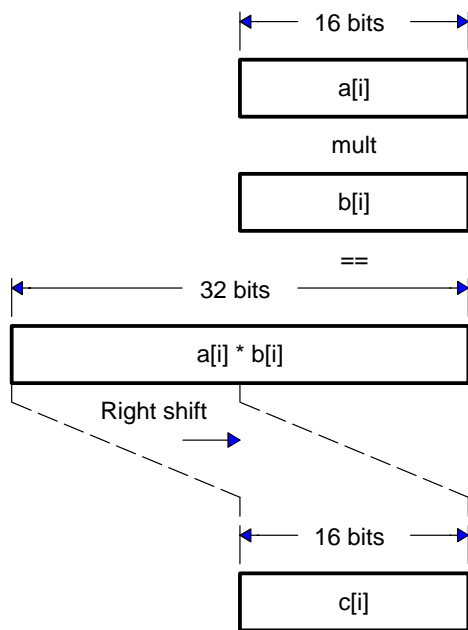 16 bits
a[i]
mult
b[i]
==
32 bits
a[i] * b[i]
Right shift
16 bits
c[i]